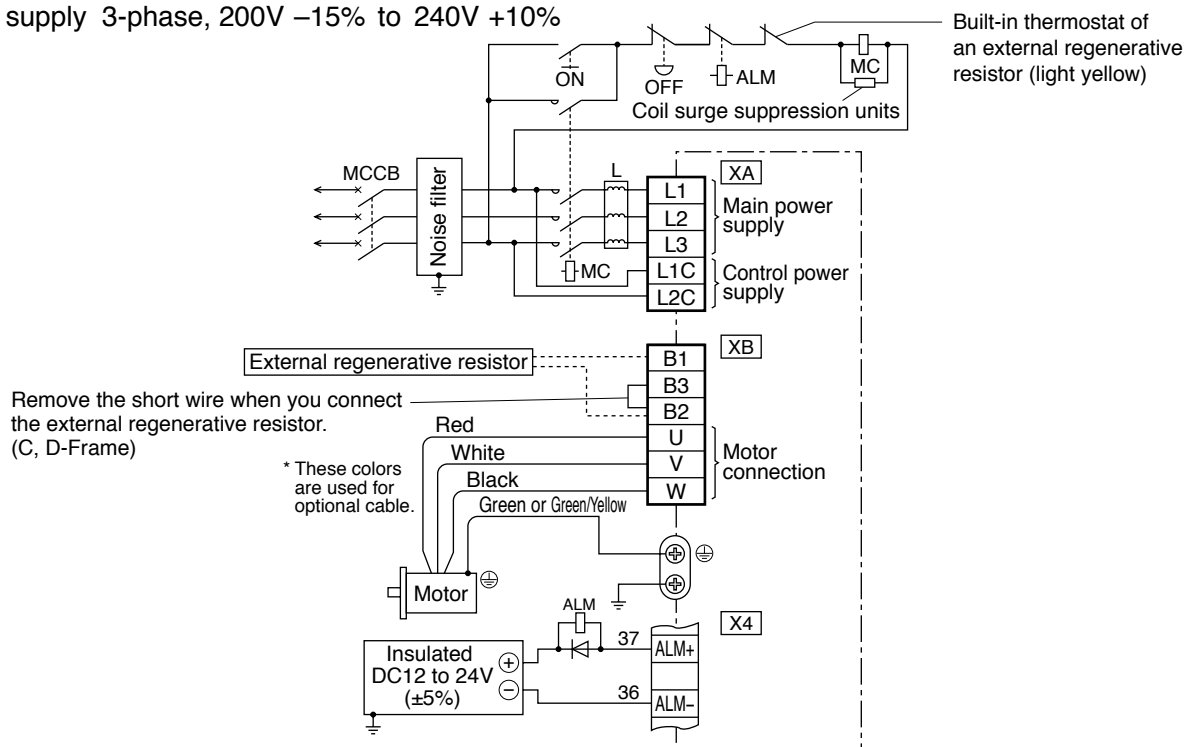 supply 3-phase, 200V –15% to 240V +10%
Built-in thermostat of
an external regenerative
resistor (light yellow)
ON
OFF
ALM
MC
Coil surge suppression units
MCCB
Noise filter
L
MC
XA
L1
L2
L3
L1C
L2C
Main power
supply
Control power
supply
External regenerative resistor
XB
B1
B3
B2
U
V
W
Remove the short wire when you connect
the external regenerative resistor.
(C, D-Frame)
Red
White
Black
Green or Green/Yellow
* These colors
are used for
optional cable.
Motor
connection
Motor
ALM
X4
Insulated
DC12 to 24V
(±5%)
+
−
37
36
ALM+
ALM−